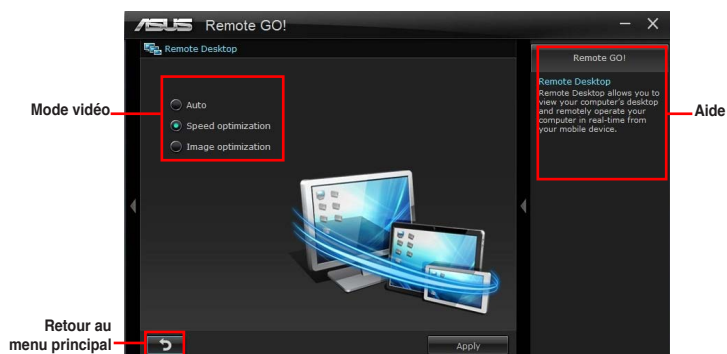 ASUS Remote GO!
Remote Desktop
Mode vidéo
Auto
Speed optimization
Image optimization
Remote GO!
Remote Desktop
Remote Desktop allows you to
view your computer's desktop
and remotely operate your
computer in real-time from
your mobile device.
Aide
Retour au
menu principal
Apply